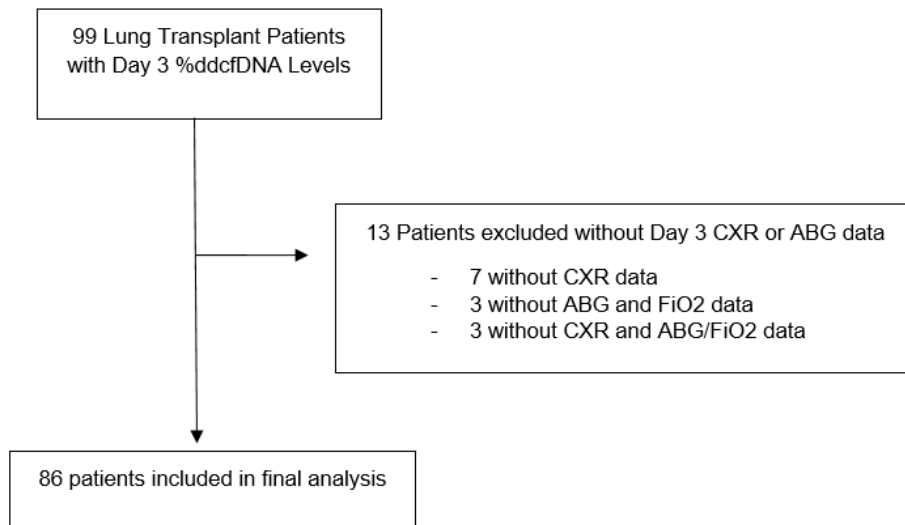 99 Lung Transplant Patients
with Day 3 %ddcfDNA Levels
13 Patients excluded without Day 3 CXR or ABG data
- 7 without CXR data
- 3 without ABG and FiO2 data
- 3 without CXR and ABG/FiO2 data
86 patients included in final analysis